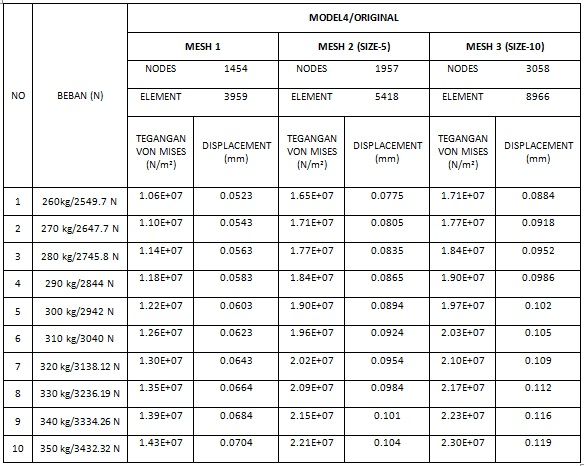 MODEL4/ORIGINAL
MESH 1 MESH 2 (SIZE-5) MESH 3 (SIZE-10)
NODES 1454 NODES 1957 NODES 3058
NO BEBAN (N) ELEMENT 3959 ELEMENT 5418 ELEMENT 8966
TEGANGAN VON MISES (N/m²) DISPLACEMENT (mm) TEGANGAN VON MISES (N/m²) DISPLACEMENT (mm) TEGANGAN VON MISES (N/m²) DISPLACEMENT (mm)
1 260kg/2549.7 N 1.06E+07 0.0523 1.65E+07 0.0775 1.71E+07 0.0884
2 270 kg/2647.7 N 1.10E+07 0.0543 1.71E+07 0.0805 1.77E+07 0.0918
3 280 kg/2745.8 N 1.14E+07 0.0563 1.77E+07 0.0835 1.84E+07 0.0952
4 290 kg/2844 N 1.18E+07 0.0583 1.84E+07 0.0865 1.90E+07 0.0986
5 300 kg/2942 N 1.22E+07 0.0603 1.90E+07 0.0894 1.97E+07 0.102
6 310 kg/3040 N 1.26E+07 0.0623 1.96E+07 0.0924 2.03E+07 0.105
7 320 kg/3138.12 N 1.30E+07 0.0643 2.02E+07 0.0954 2.10E+07 0.109
8 330 kg/3236.19 N 1.35E+07 0.0664 2.09E+07 0.0984 2.17E+07 0.112
9 340 kg/3334.26 N 1.39E+07 0.0684 2.15E+07 0.101 2.23E+07 0.116
10 350 kg/3432.32 N 1.43E+07 0.0704 2.21E+07 0.104 2.30E+07 0.119